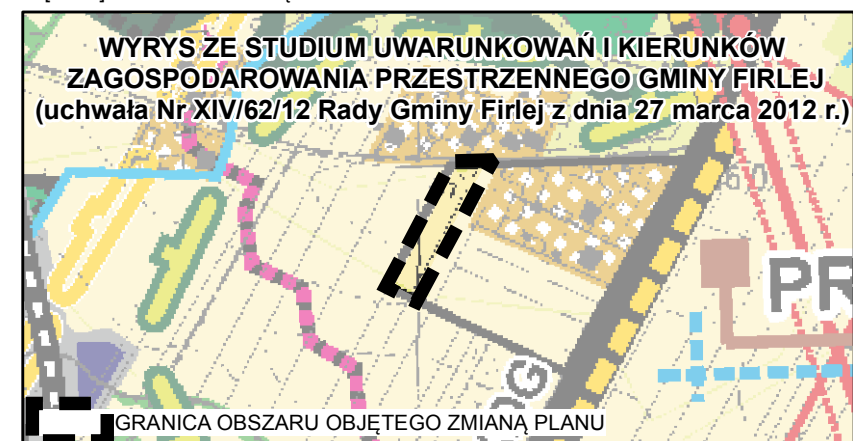 WYRYS ZE STUDIUM UWARUNKOWAŃ I KIERUNKÓW
ZAGOSPODAROWANIA PRZESTRZENNEGO GMINY FIRLEJ
(uchwała Nr XIV/62/12 Rady Gminy Firlej z dnia 27 marca 2012 r.)
PR
GRANICA OBSZARU OBJĘTEGO ZMIANĄ PLANU